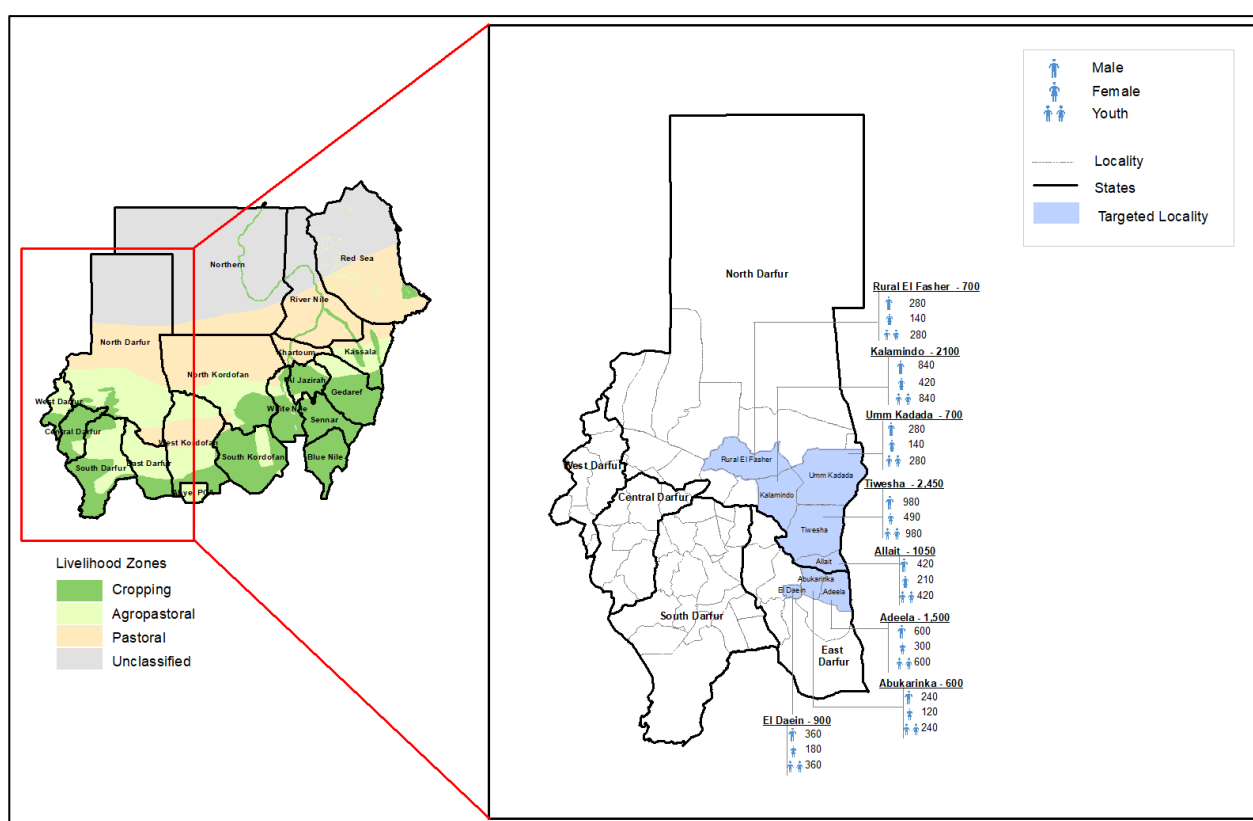 Northern
Red Sea
River Nile
North Darfur
Khartoum
Kassala
North Kordofan
Al Jazirah
Gedaref
West Darfur
White Nile
Central Darfur
Sennar
West Kordofan
South Darfur
East Darfur
South Kordofan
Blue Nile
Abyei PCA
Livelihood Zones
Cropping
Agropastoral
Pastoral
Unclassified
Male
Female
Youth
Locality
States
Targeted Locality
North Darfur
Rural El Fasher - 700
280
140
280
Kalamindo - 2100
840
420
840
Umm Kadada - 700
280
140
280
Tiwesha - 2,450
980
490
980
Allait - 1050
420
210
420
Adeela - 1,500
600
300
600
Abukarinka - 600
240
120
240
El Daein - 900
360
180
360
Rural El Fasher
Umm Kadada
West Darfur
Kalamindo
Central Darfur
Tiwesha
Allait
Abukarinka
El Daein
Adeela
South Darfur
East
Darfur